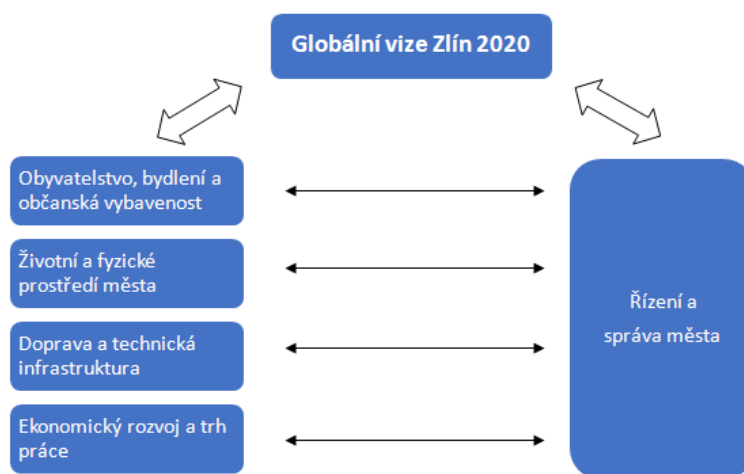 Globální vize Zlín 2020
Obyvatelstvo, bydlení a
občanská vybavenost
Životní a fyzické
prostředí města
Doprava a technická
infrastruktura
Ekonomický rozvoj a trh
práce
Řízení a
správa města